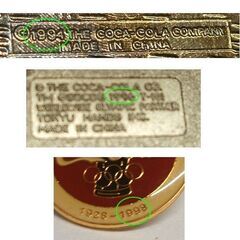 © 1994 THE COCA-COLA COMPANY
MADE IN CHINA
© THE COCA-COLA CO.
TOKYU HANDS INC.
MADE IN CHINA
1928-1998